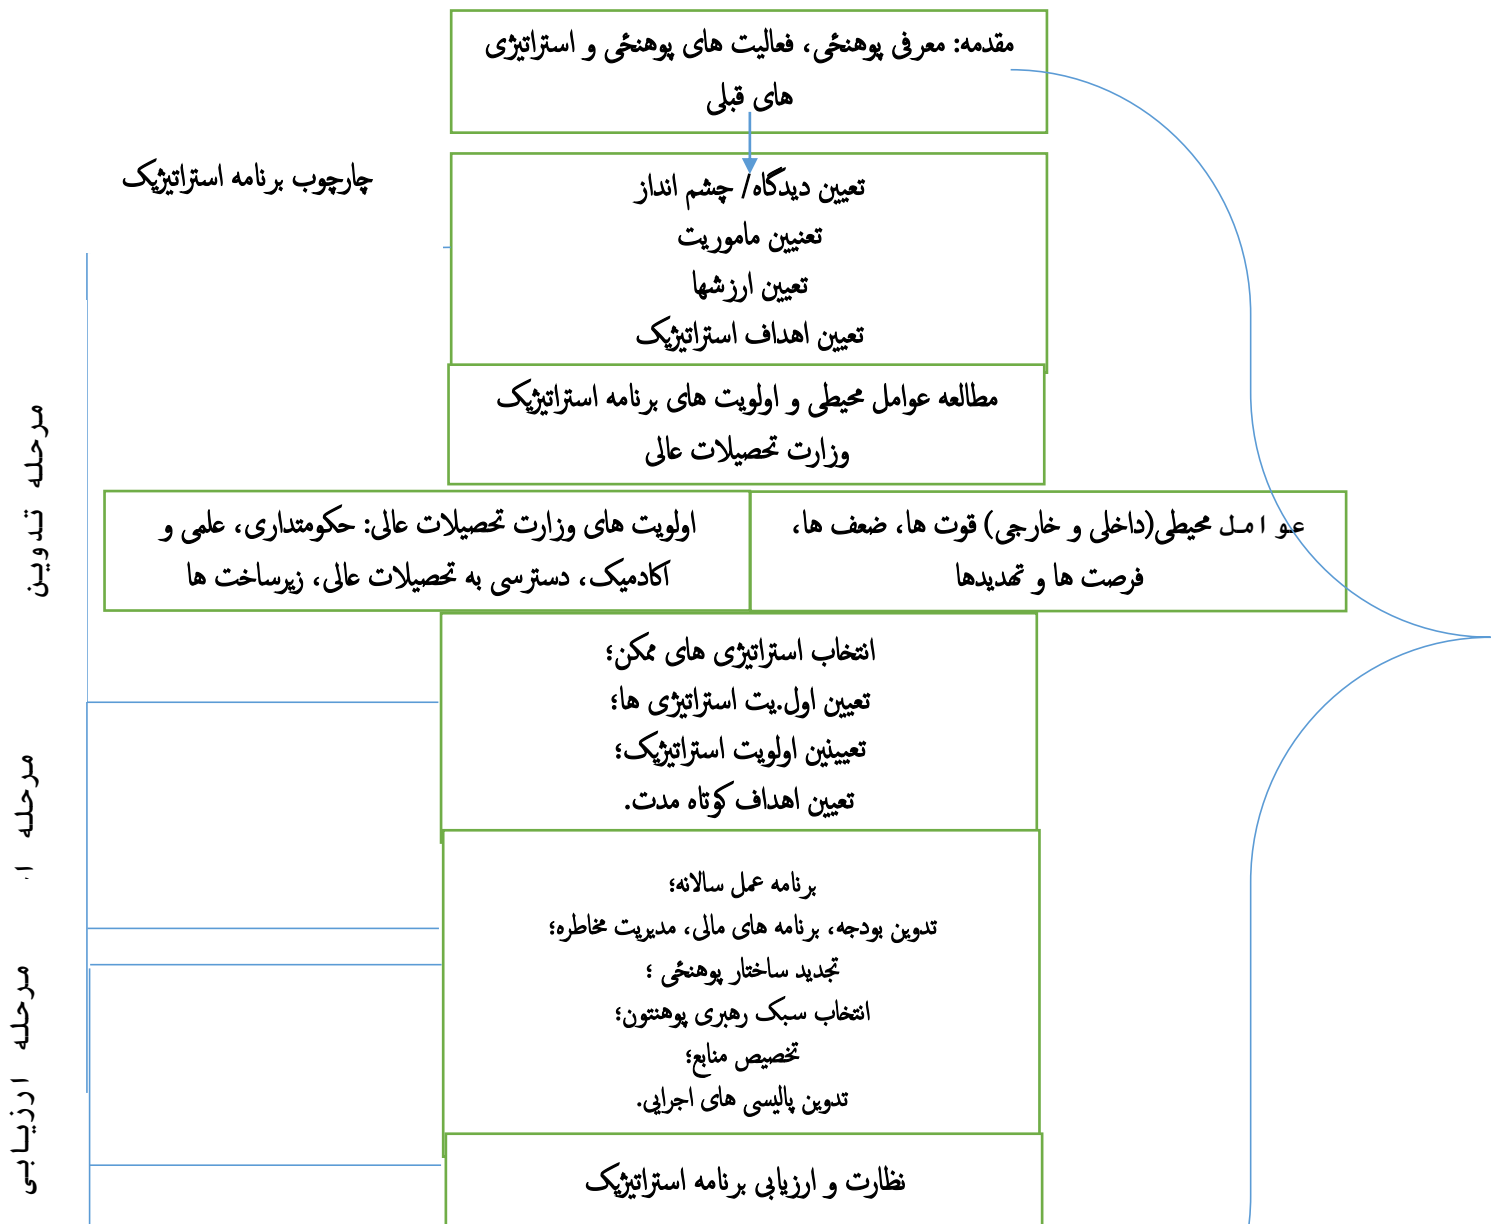 مقدمه: معرفی پوهنځی، فعالیت های پوهنځی و استراتیژی
های قبلی
چارچوب برنامه استراتیژیک
تعیین دیدگاه/ چشم انداز
تعنیین ماموریت
تعیین ارزشها
تعیین اهداف استراتیژیک
مطالعه عوامل محیطی و اولویت های برنامه استراتیژیک
وزارت تحصیلات عالی
عوامل محیطی(داخلی و خارجی) قوت ها، ضعف ها،
فرصت ها و تهدیدها
اولویت های وزارت تحصیلات عالی: حکومتداری، علمی و
اکادمیک، دسترسی به تحصیلات عالی، زیرساخت ها
انتخاب استراتیژی های ممکن؛
تعیین اول.یت استراتیژی ها؛
تعیینین اولویت استراتیژیک؛
تعیین اهداف کوتاه مدت.
برنامه عمل سالانه؛
تدوین بودجه، برنامه های مالی، مدیریت مخاطره؛
تجدید ساختار پوهنځی ؛
انتخاب سبک رهبری پوهنتون؛
تخصیص منابع؛
تدوین پالیسی های اجرایی.
نظارت و ارزیابی برنامه استراتیژیک
مرحله تدوین
مرحله
مرحله ارزیابی